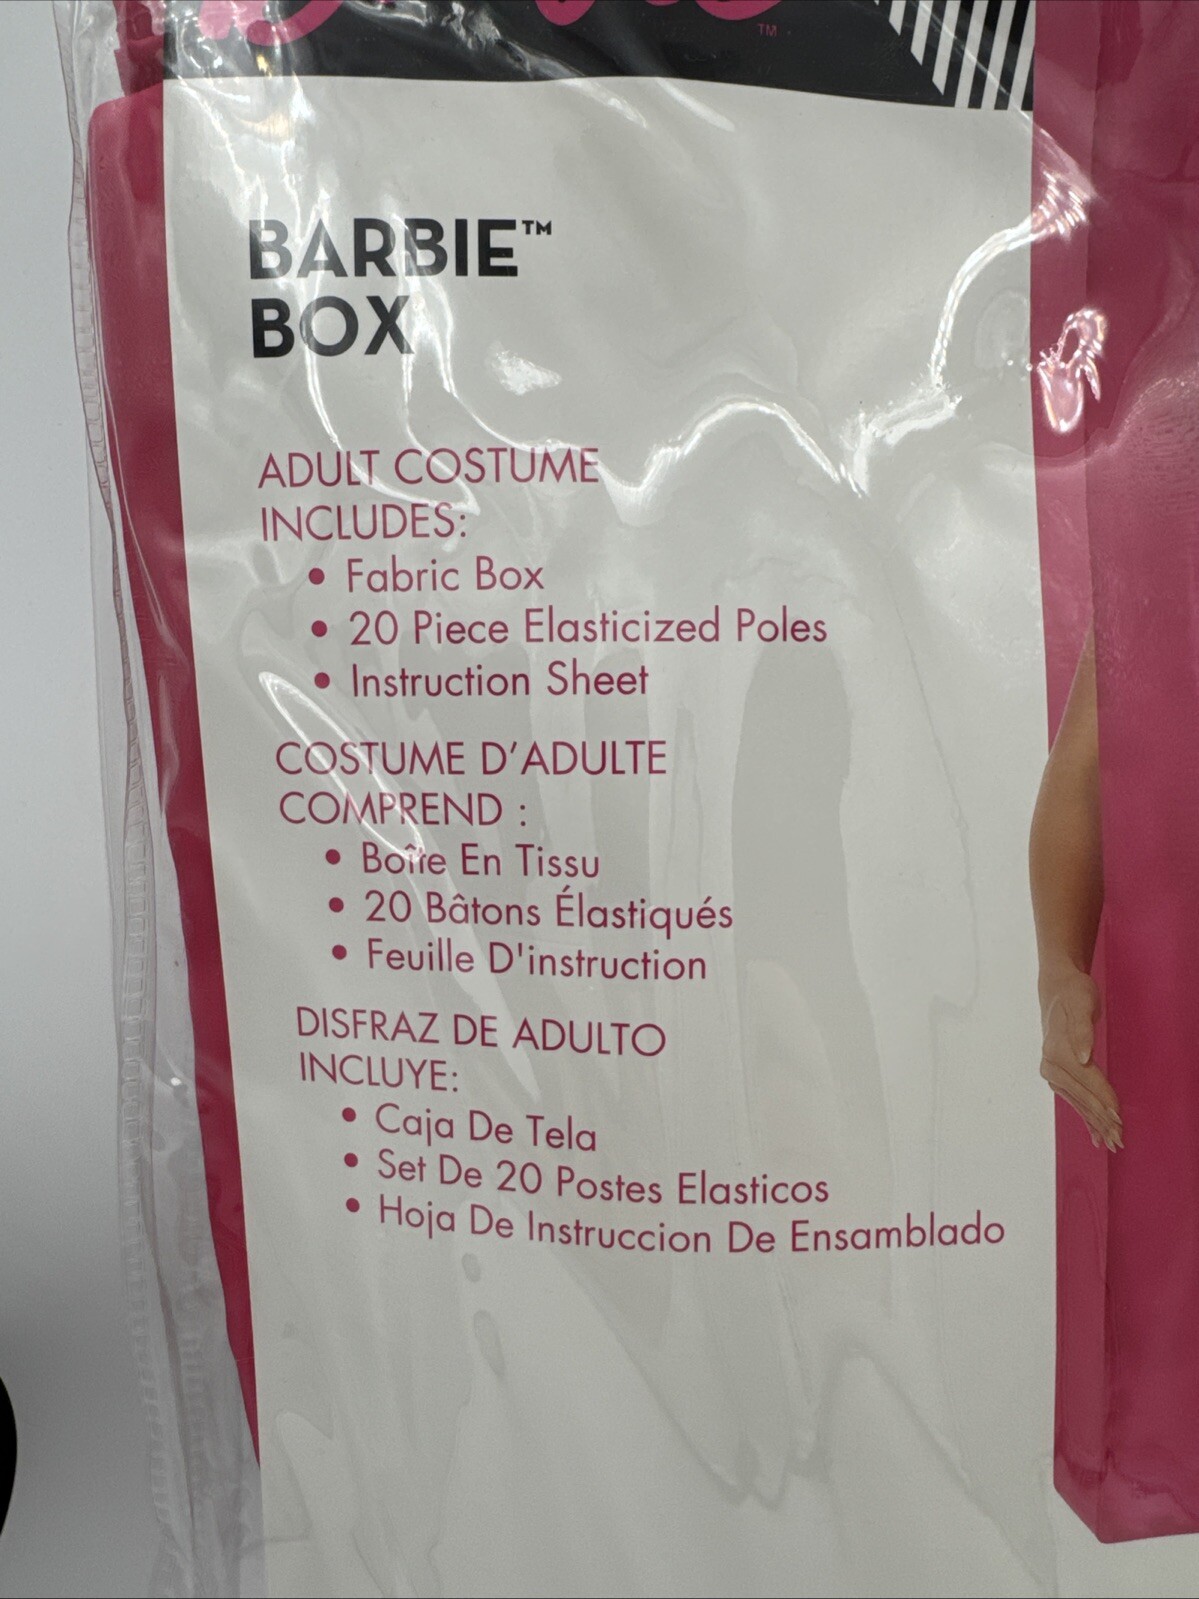 TM
BARBIE™
BOX
ADULT COSTUME
INCLUDES:
• Fabric Box
• 20 Piece Elasticized Poles
• Instruction Sheet
COSTUME D'ADULTE
COMPREND :
• Boîte En Tissu
• 20 Bâtons Élastiqués
• Feuille D'instruction
DISFRAZ DE ADULTO
INCLUYE:
• Caja De Tela
• Set De 20 Postes Elasticos
• Hoja De Instruccion De Ensamblado